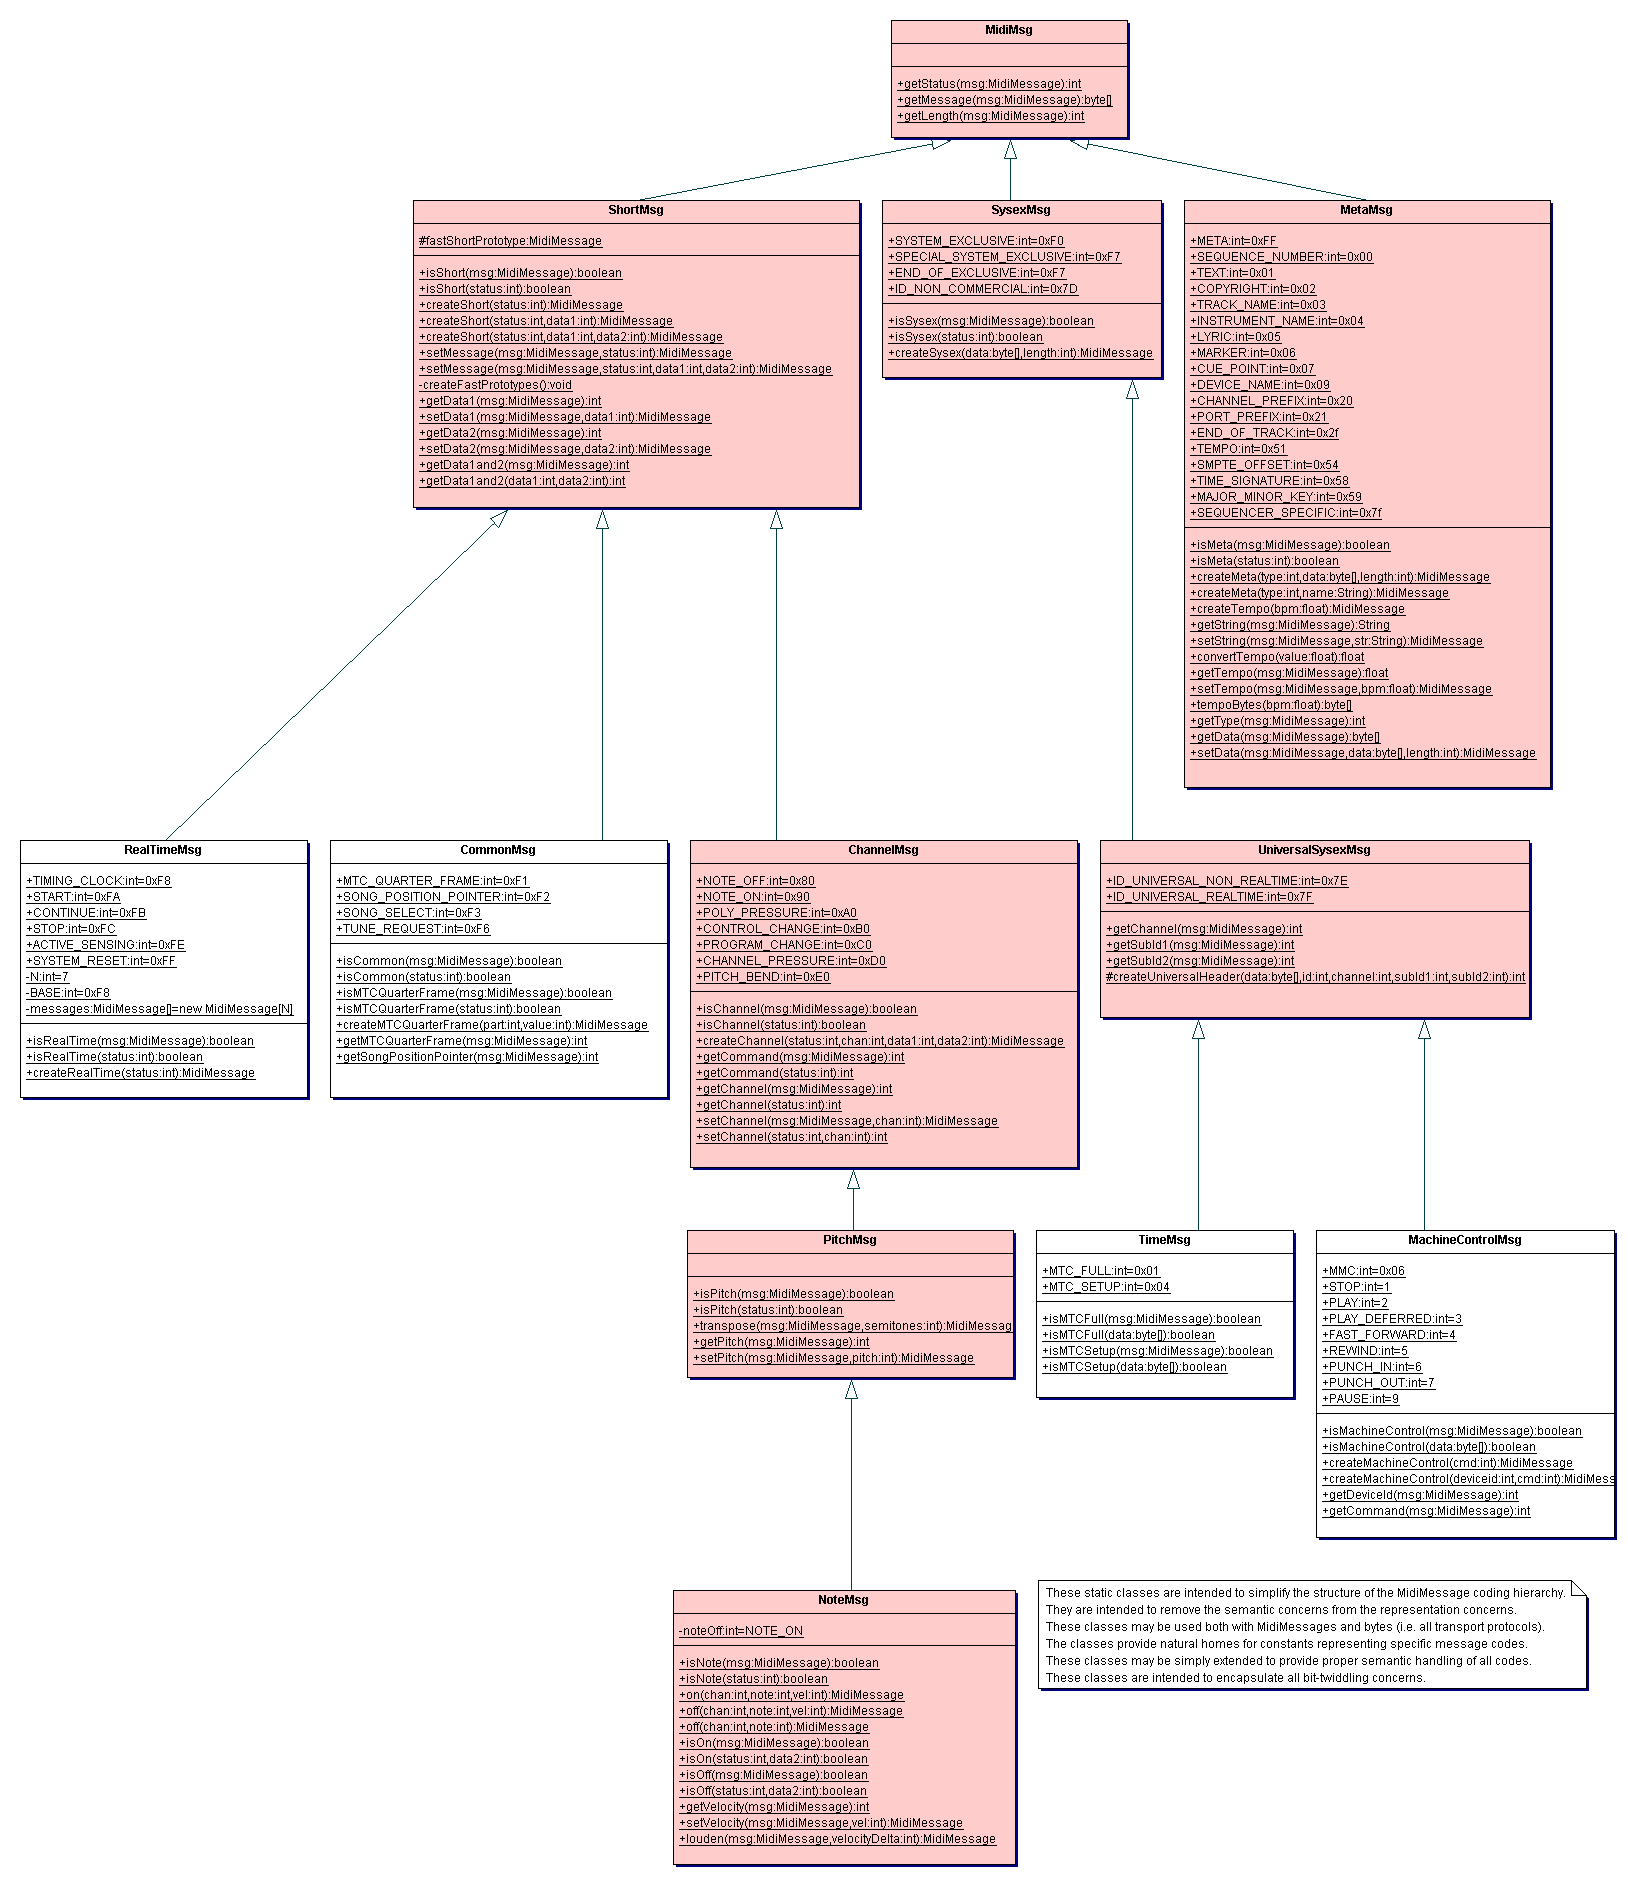 MidiMsg
+getStatus(msg:MidiMessage):int
+getMessage(msg:MidiMessage):byte[]
+getLength(msg:MidiMessage):int
ShortMsg
#fastShortPrototype:MidiMessage
+isShort(msg:MidiMessage):boolean
+isShort(status:int):boolean
+createShort(status:int):MidiMessage
+createShort(status:int,data1:int):MidiMessage
+createShort(status:int,data1:int,data2:int):MidiMessage
+setMessage(msg:MidiMessage,status:int):MidiMessage
+setMessage(msg:MidiMessage,status:int,data1:int,data2:int):MidiMessage
-createFastPrototypes():void
+getData1(msg:MidiMessage):int
+setData1(msg:MidiMessage,data1:int):MidiMessage
+getData2(msg:MidiMessage):int
+setData2(msg:MidiMessage,data2:int):MidiMessage
+getData1and2(msg:MidiMessage):int
+getData1and2(data1:int,data2:int):int
SysexMsg
+SYSTEM_EXCLUSIVE:int=0xF0
+SPECIAL_SYSTEM_EXCLUSIVE:int=0xF7
+END_OF_EXCLUSIVE:int=0xF7
+ID_NON_COMMERCIAL:int=0x7D
+isSysex(msg:MidiMessage):boolean
+isSysex(status:int):boolean
+createSysex(data:byte[],length:int):MidiMessage
MetaMsg
+META:int=0xFF
+SEQUENCE_NUMBER:int=0x00
+TEXT:int=0x01
+COPYRIGHT:int=0x02
+TRACK_NAME:int=0x03
+INSTRUMENT_NAME:int=0x04
+LYRIC:int=0x05
+MARKER:int=0x06
+CUE_POINT:int=0x07
+DEVICE_NAME:int=0x09
+CHANNEL_PREFIX:int=0x20
+PORT_PREFIX:int=0x21
+END_OF_TRACK:int=0x2f
+TEMPO:int=0x51
+SMPTE_OFFSET:int=0x54
+TIME_SIGNATURE:int=0x58
+MAJOR_MINOR_KEY:int=0x59
+SEQUENCER_SPECIFIC:int=0x7f
+isMeta(msg:MidiMessage):boolean
+isMeta(status:int):boolean
+createMeta(type:int,data:byte[],length:int):MidiMessage
+createMeta(type:int,name:String):MidiMessage
+createTempo(bpm:float):MidiMessage
+getString(msg:MidiMessage):String
+setString(msg:MidiMessage,str:String):MidiMessage
+convertTempo(value:float):float
+getTempo(msg:MidiMessage):float
+setTempo(msg:MidiMessage,bpm:float):MidiMessage
+tempoBytes(bpm:float):byte[]
+getType(msg:MidiMessage):int
+getData(msg:MidiMessage):byte[]
+setData(msg:MidiMessage,data:byte[],length:int):MidiMessage
RealTimeMsg
+TIMING_CLOCK:int=0xF8
+START:int=0xFA
+CONTINUE:int=0xFB
+STOP:int=0xFC
+ACTIVE_SENSING:int=0xFE
+SYSTEM_RESET:int=0xFF
-N:int=7
-BASE:int=0xF8
-messages:MidiMessage[]=new MidiMessage[N]
+isRealTime(msg:MidiMessage):boolean
+isRealTime(status:int):boolean
+createRealTime(status:int):MidiMessage
CommonMsg
+MTC_QUARTER_FRAME:int=0xF1
+SONG_POSITION_POINTER:int=0xF2
+SONG_SELECT:int=0xF3
+TUNE_REQUEST:int=0xF6
+isCommon(msg:MidiMessage):boolean
+isCommon(status:int):boolean
+isMTCQuarterFrame(msg:MidiMessage):boolean
+isMTCQuarterFrame(status:int):boolean
+createMTCQuarterFrame(part:int,value:int):MidiMessage
+getMTCQuarterFrame(msg:MidiMessage):int
+getSongPositionPointer(msg:MidiMessage):int
ChannelMsg
+NOTE_OFF:int=0x80
+NOTE_ON:int=0x90
+POLY_PRESSURE:int=0xA0
+CONTROL_CHANGE:int=0xB0
+PROGRAM_CHANGE:int=0xC0
+CHANNEL_PRESSURE:int=0xD0
+PITCH_BEND:int=0xE0
+isChannel(msg:MidiMessage):boolean
+isChannel(status:int):boolean
+createChannel(status:int,chan:int,data1:int,data2:int):MidiMessage
+getCommand(msg:MidiMessage):int
+getCommand(status:int):int
+getChannel(msg:MidiMessage):int
+getChannel(status:int):int
+setChannel(msg:MidiMessage,chan:int):MidiMessage
+setChannel(status:int,chan:int):int
UniversalSysexMsg
+ID_UNIVERSAL_NON_REALTIME:int=0x7E
+ID_UNIVERSAL_REALTIME:int=0x7F
+getChannel(msg:MidiMessage):int
+getSubId1(msg:MidiMessage):int
+getSubId2(msg:MidiMessage):int
#createUniversalHeader(data:byte[],id:int,channel:int,subId1:int,subId2:int):int
PitchMsg
+isPitch(msg:MidiMessage):boolean
+isPitch(status:int):boolean
+transpose(msg:MidiMessage,semitones:int):MidiMessag
+getPitch(msg:MidiMessage):int
+setPitch(msg:MidiMessage,pitch:int):MidiMessage
TimeMsg
+MTC_FULL:int=0x01
+MTC_SETUP:int=0x04
+isMTCFull(msg:MidiMessage):boolean
+isMTCFull(data:byte[]):boolean
+isMTCSetup(msg:MidiMessage):boolean
+isMTCSetup(data:byte[]):boolean
MachineControlMsg
+MMC:int=0x06
+STOP:int=1
+PLAY:int=2
+PLAY_DEFERRED:int=3
+FAST_FORWARD:int=4
+REWIND:int=5
+PUNCH_IN:int=6
+PUNCH_OUT:int=7
+PAUSE:int=9
+isMachineControl(msg:MidiMessage):boolean
+isMachineControl(data:byte[]):boolean
+createMachineControl(cmd:int):MidiMessage
+createMachineControl(deviceid:int,cmd:int):MidiMess
+getDeviceId(msg:MidiMessage):int
+getCommand(msg:MidiMessage):int
NoteMsg
-noteOff:int=NOTE_ON
+isNote(msg:MidiMessage):boolean
+isNote(status:int):boolean
+on(chan:int,note:int,vel:int):MidiMessage
+off(chan:int,note:int,vel:int):MidiMessage
+off(chan:int,note:int):MidiMessage
+isOn(msg:MidiMessage):boolean
+isOn(status:int,data2:int):boolean
+isOff(msg:MidiMessage):boolean
+isOff(status:int,data2:int):boolean
+getVelocity(msg:MidiMessage):int
+setVelocity(msg:MidiMessage,vel:int):MidiMessage
+louden(msg:MidiMessage,velocityDelta:int):MidiMessage
These static classes are intended to simplify the structure of the MidiMessage coding hierarchy.
They are intended to remove the semantic concerns from the representation concerns.
These classes may be used both with MidiMessages and bytes (i.e. all transport protocols).
The classes provide natural homes for constants representing specific message codes.
These classes may be simply extended to provide proper semantic handling of all codes.
These classes are intended to encapsulate all bit-twiddling concerns.